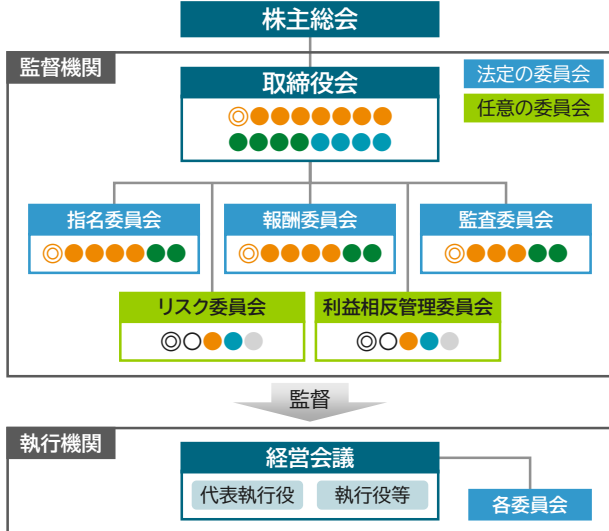 株主総会
監督機関
取締役会
法定の委員会
任意の委員会
指名委員会
報酬委員会
監査委員会
リスク委員会
利益相反管理委員会
監督
執行機関
経営会議
代表執行役
執行役等
各委員会